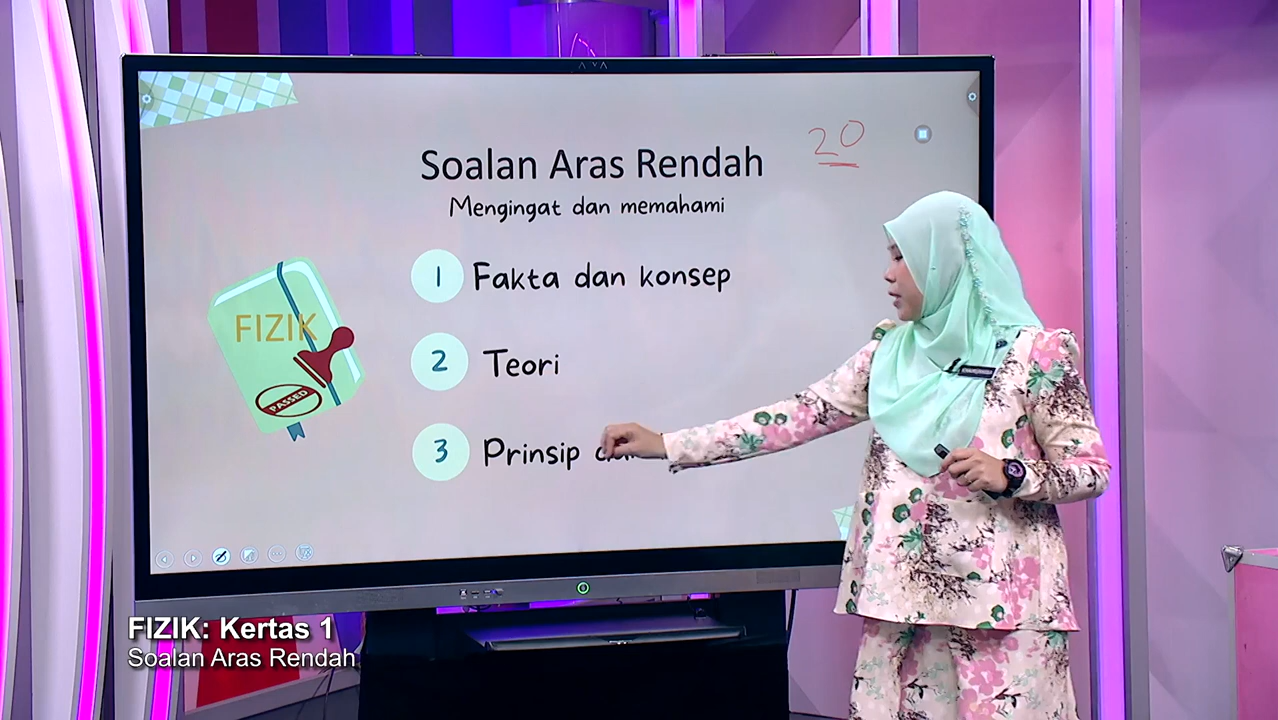 Soalan Aras Rendah
20
Mengingat dan memahami
1 Fakta dan konsep
FIZIK
2 Teori
PASSED
3 Prinsip
FIZIK: Kertas 1
Soalan Aras Rendah